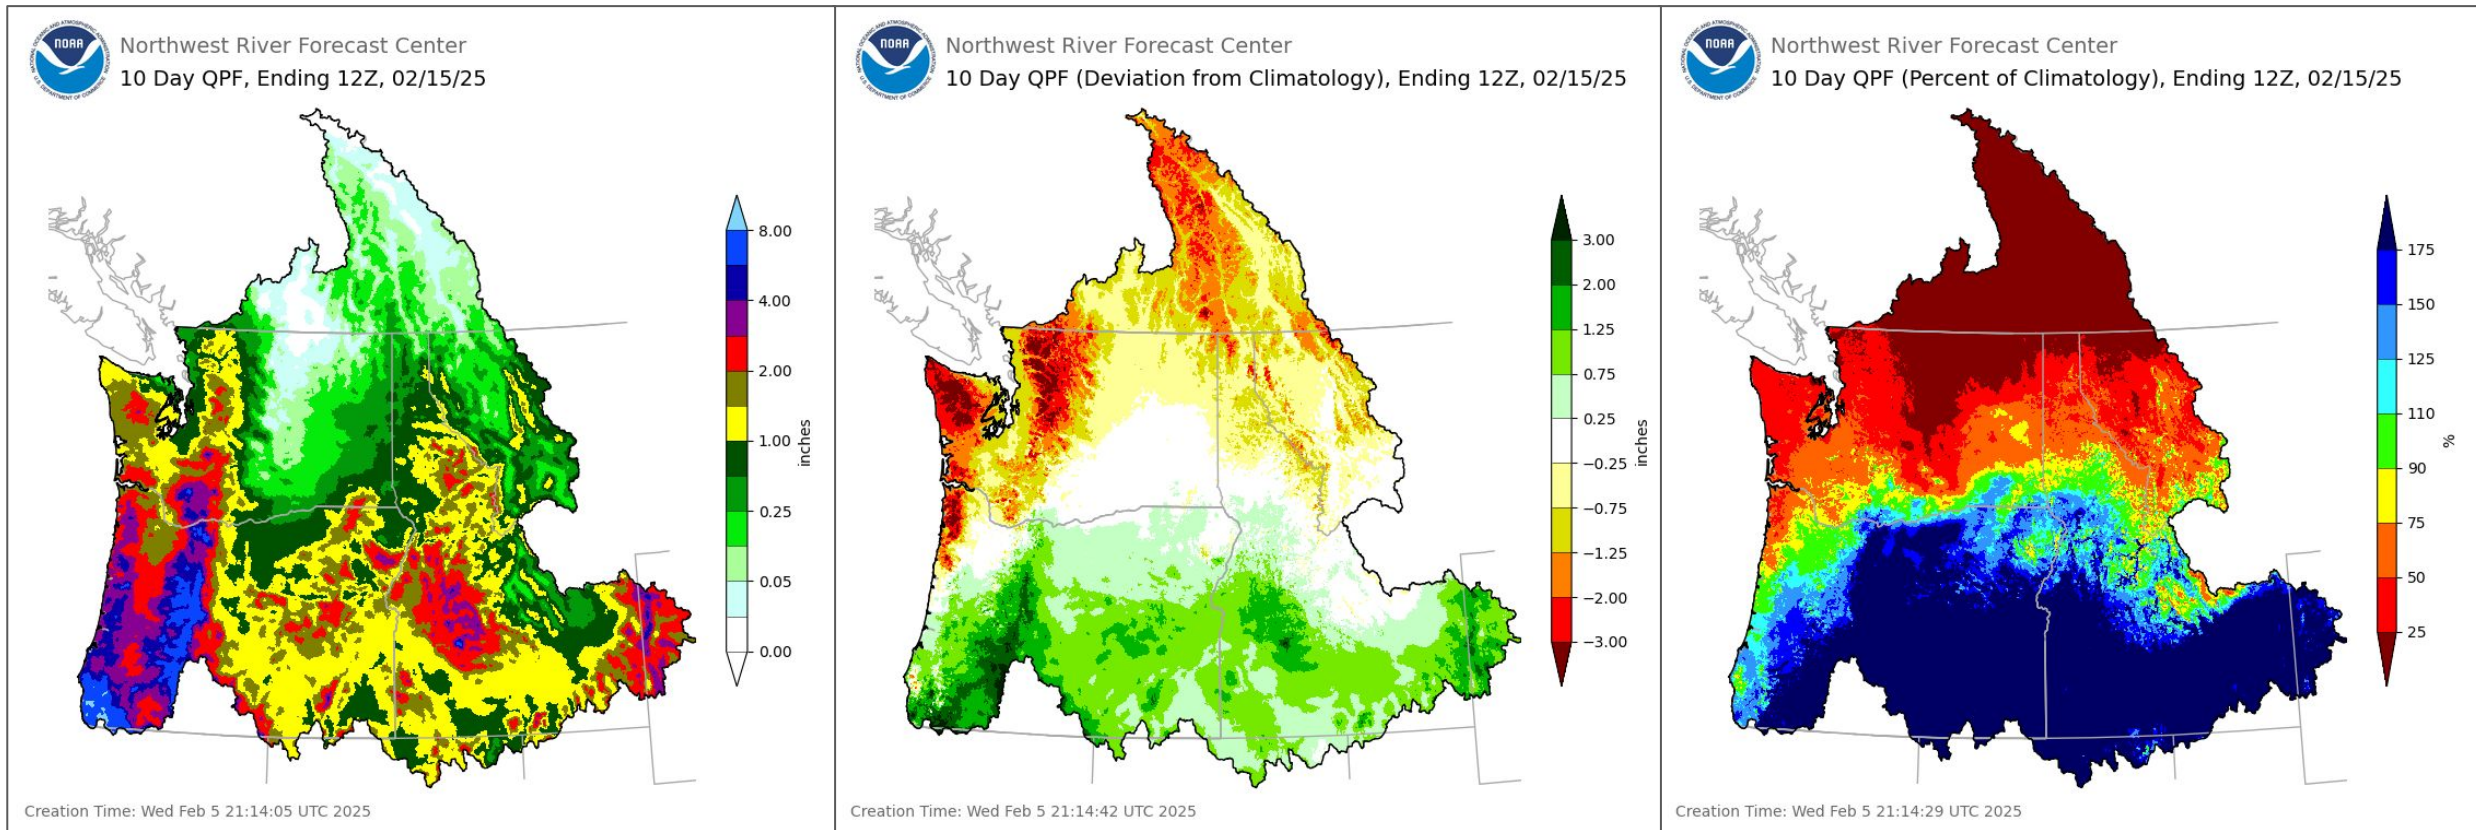 NOAA
Northwest River Forecast Center
10 Day QPF, Ending 12Z, 02/15/25
8.00
4.00
2.00
1.00
0.25
0.05
0.00
inches
Creation Time: Wed Feb 5 21:14:05 UTC 2025
NOAA
Northwest River Forecast Center
10 Day QPF (Deviation from Climatology), Ending 12Z, 02/15/25
3.00
2.00
1.25
0.75
0.25
−0.25
−0.75
−1.25
−2.00
−3.00
inches
Creation Time: Wed Feb 5 21:14:42 UTC 2025
NOAA
Northwest River Forecast Center
10 Day QPF (Percent of Climatology), Ending 12Z, 02/15/25
175
150
125
110
90
75
50
25
%
Creation Time: Wed Feb 5 21:14:29 UTC 2025